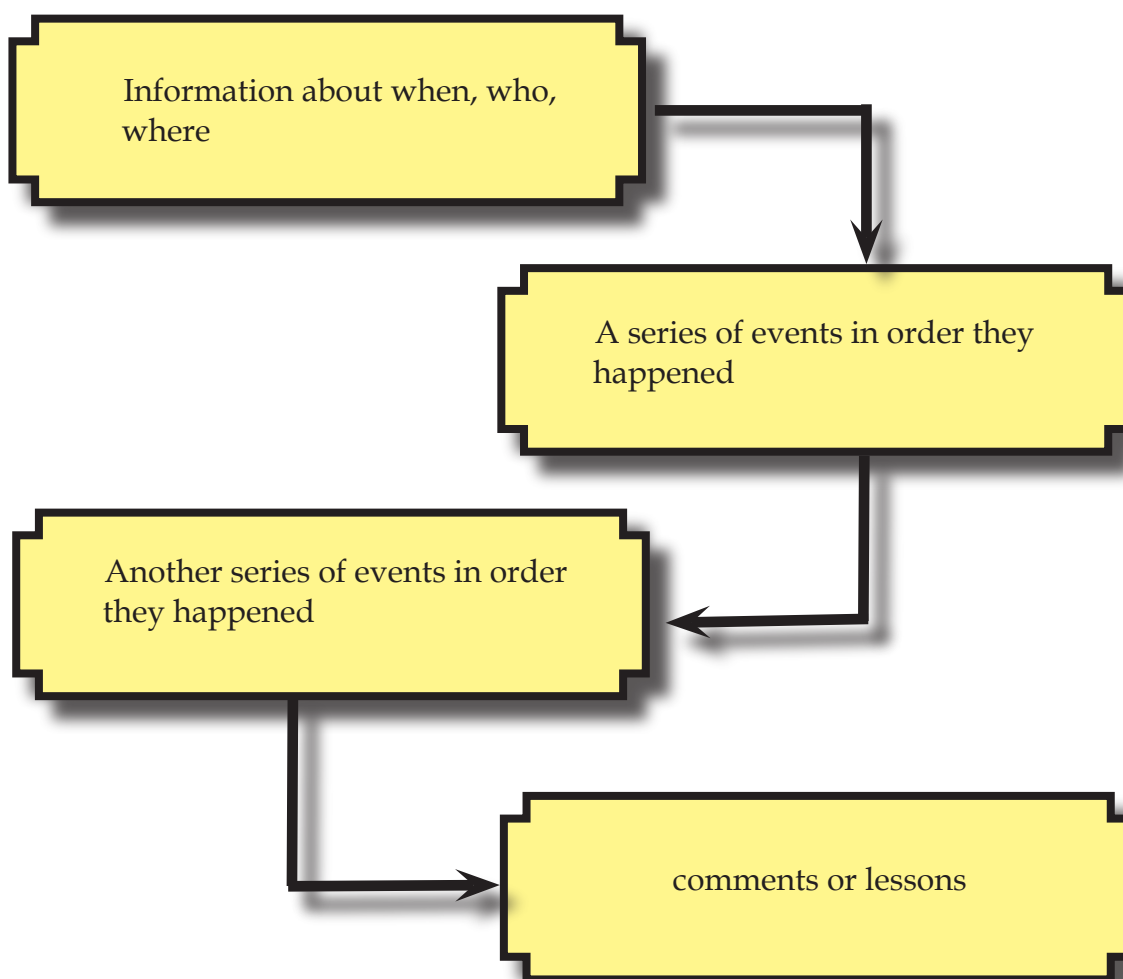 Information about when, who,
where
A series of events in order they
happened
Another series of events in order
they happened
comments or lessons